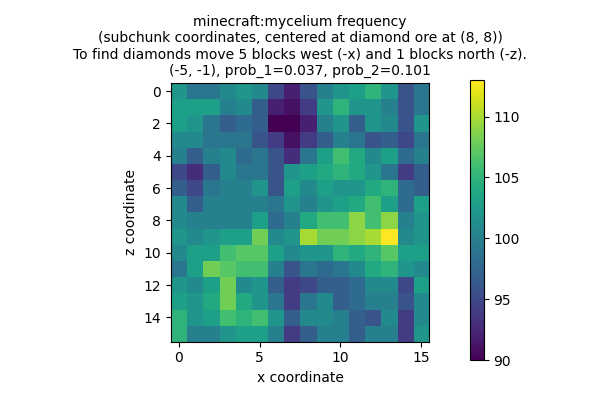 minecraft:mycelium frequency
(subchunk coordinates, centered at diamond ore at (8, 8))
To find diamonds move 5 blocks west (-x) and 1 blocks north (-z).
(-5, -1), prob_1=0.037, prob_2=0.101
0
2
4
6
8
10
12
14
z coordinate
0
5
10
15
x coordinate
110
105
100
95
90